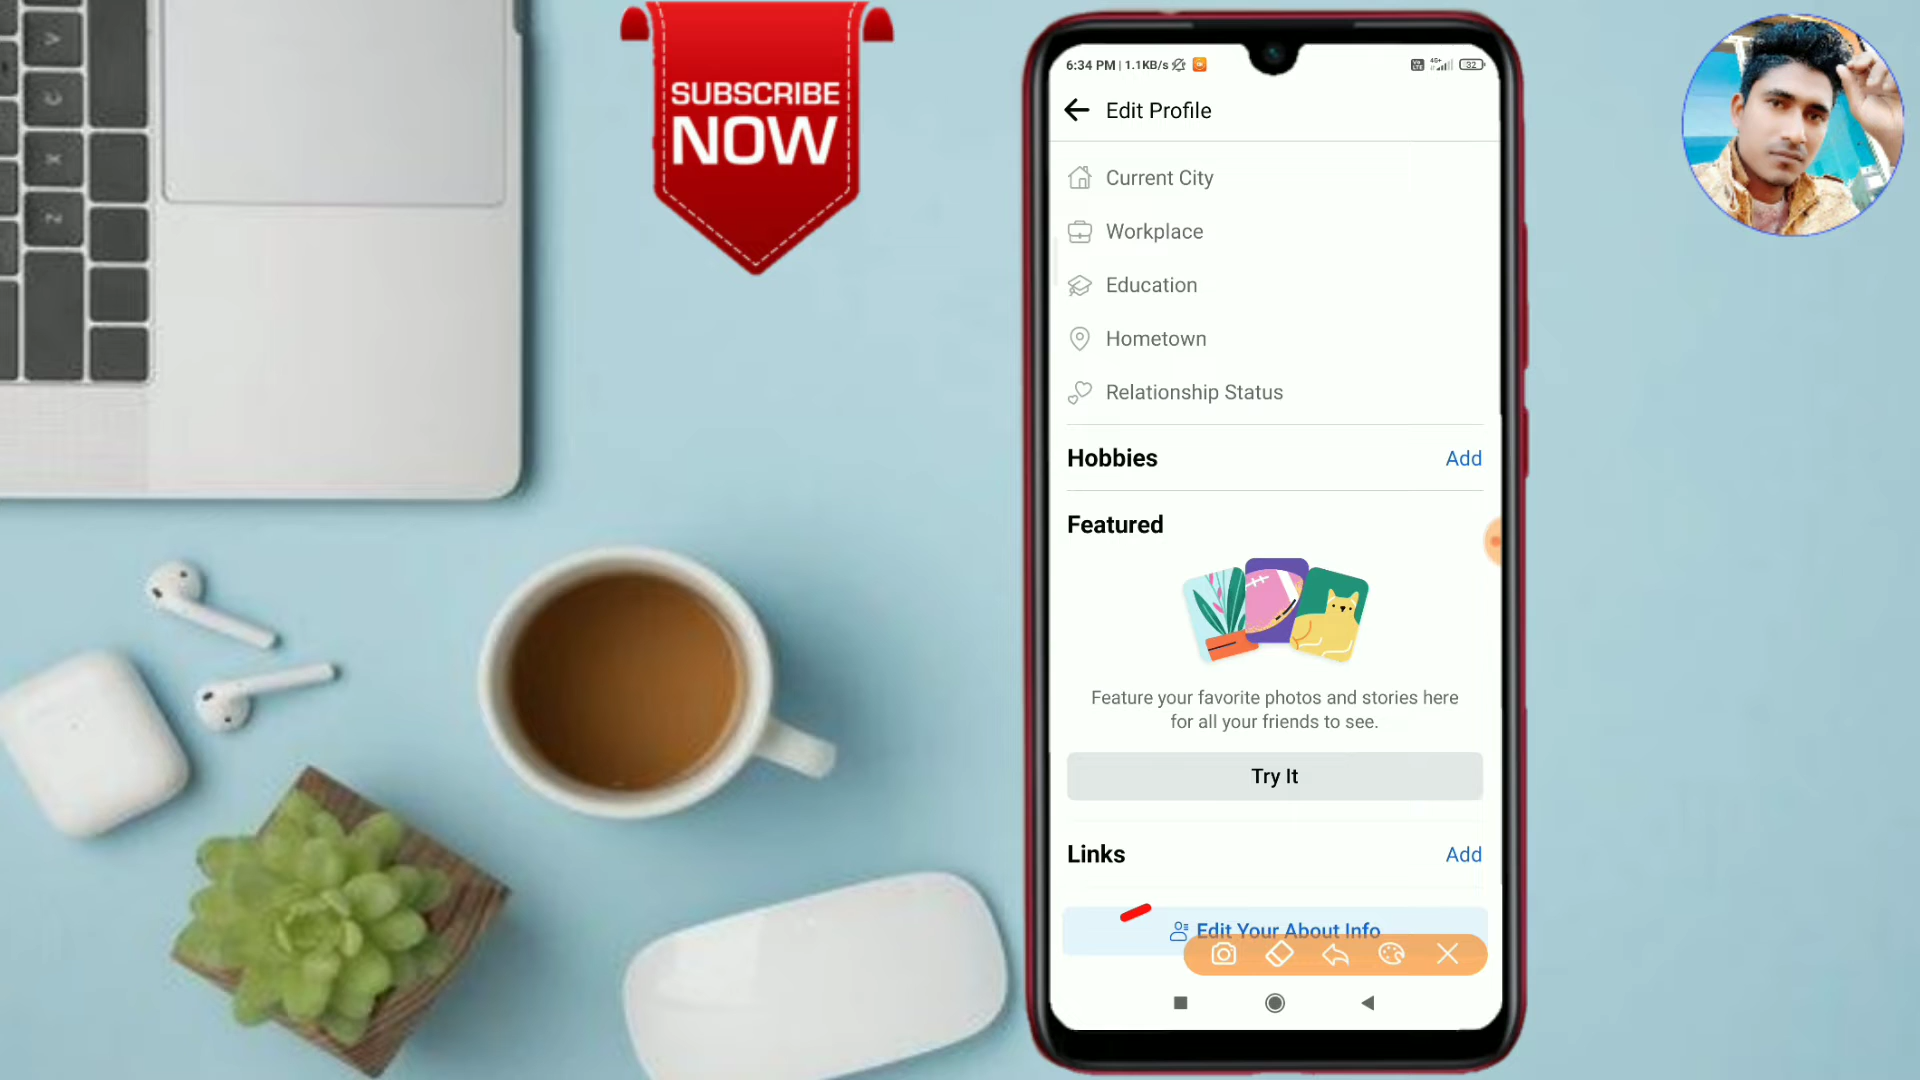 SUBSCRIBE
NOW
V
C
X
Z
6:34 PM | 1.1KB/s
32
Edit Profile
Current City
Workplace
Education
Hometown
Relationship Status
Hobbies
Add
Featured
Feature your favorite photos and stories here
for all your friends to see.
Try It
Links
Add
Edit Your About Info